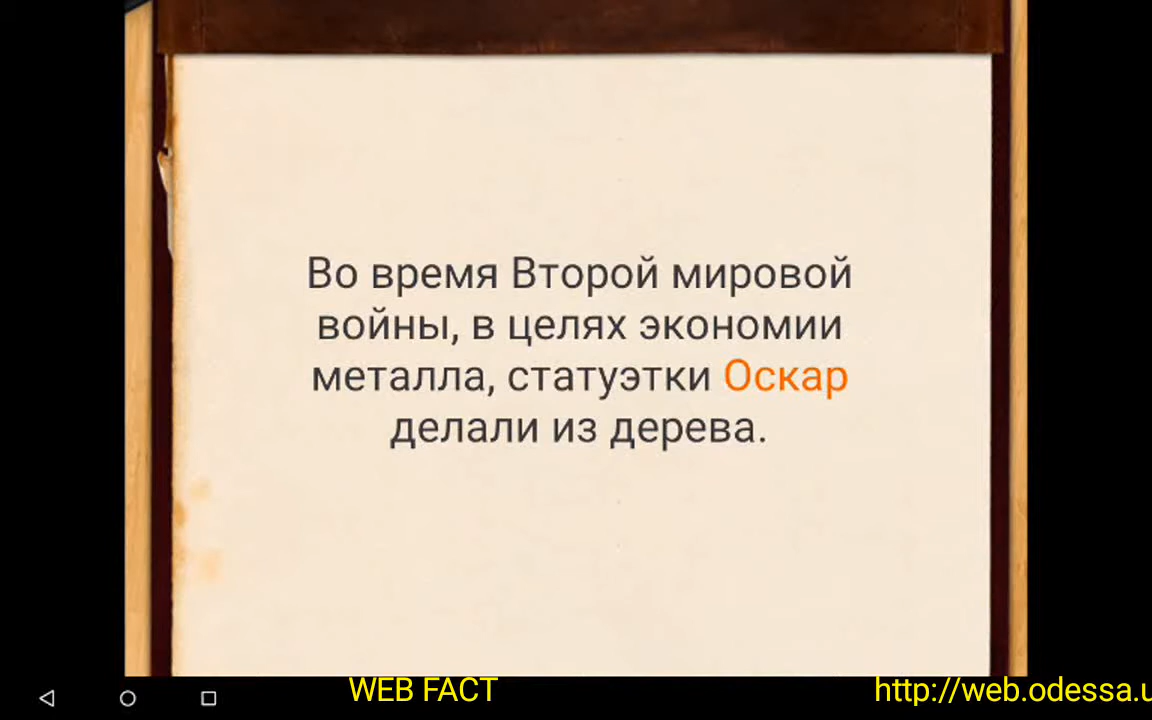 Во время Второй мировой
войны, в целях экономии
металла, статуэтки Оскар
делали из дерева.
WEB FACT
http://web.odessa.u